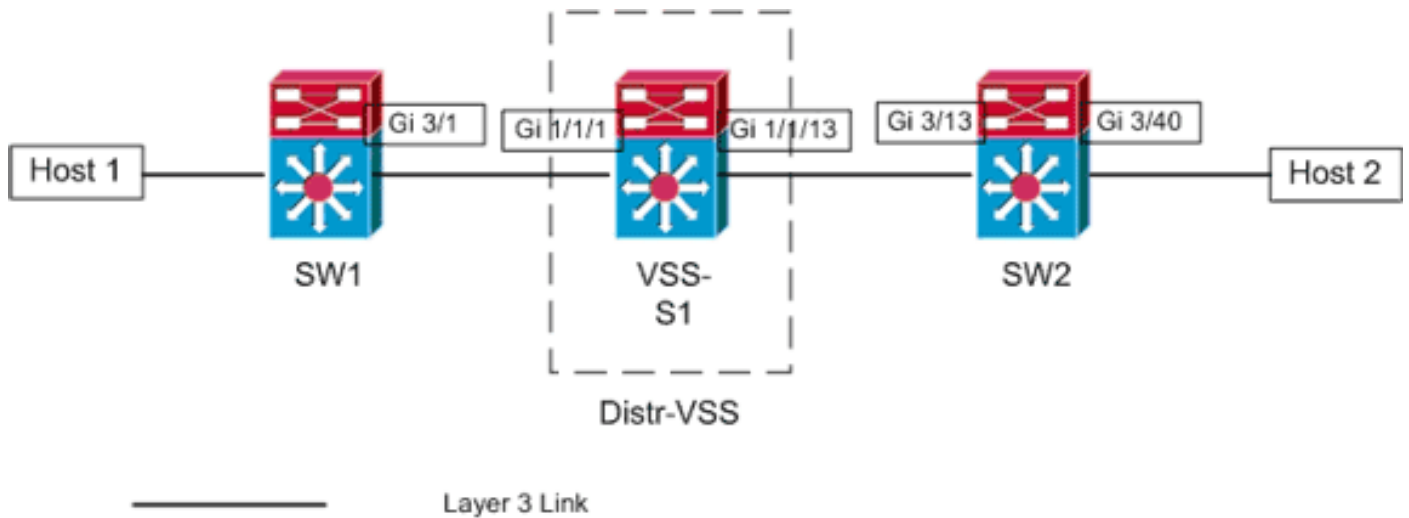 Gi 3/1
Gi 1/1/1
Gi 1/1/13
Gi 3/13
Gi 3/40
Host 1
Host 2
SW1
VSS-
S1
SW2
Distr-VSS
Layer 3 Link